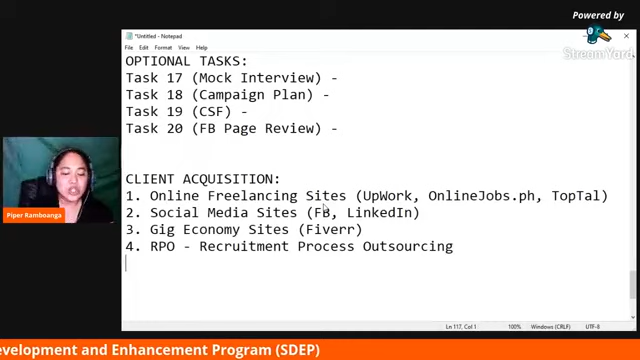 Powered by
StreamYard
*Untitled - Notepad
File Edit Format View Help
OPTIONAL TASKS:
Task 17 (Mock Interview) -
Task 18 (Campaign Plan) -
Task 19 (CSF) -
Task 20 (FB Page Review) -
CLIENT ACQUISITION:
1. Online Freelancing Sites (UpWork, OnlineJobs.ph, TopTal)
2. Social Media Sites (FB, LinkedIn)
3. Gig Economy Sites (Fiverr)
4. RPO - Recruitment Process Outsourcing
Piper Ramboanga
Ln 117, Col 1 100% Windows (CRLF) UTF-8
evelopment and Enhancement Program (SDEP)